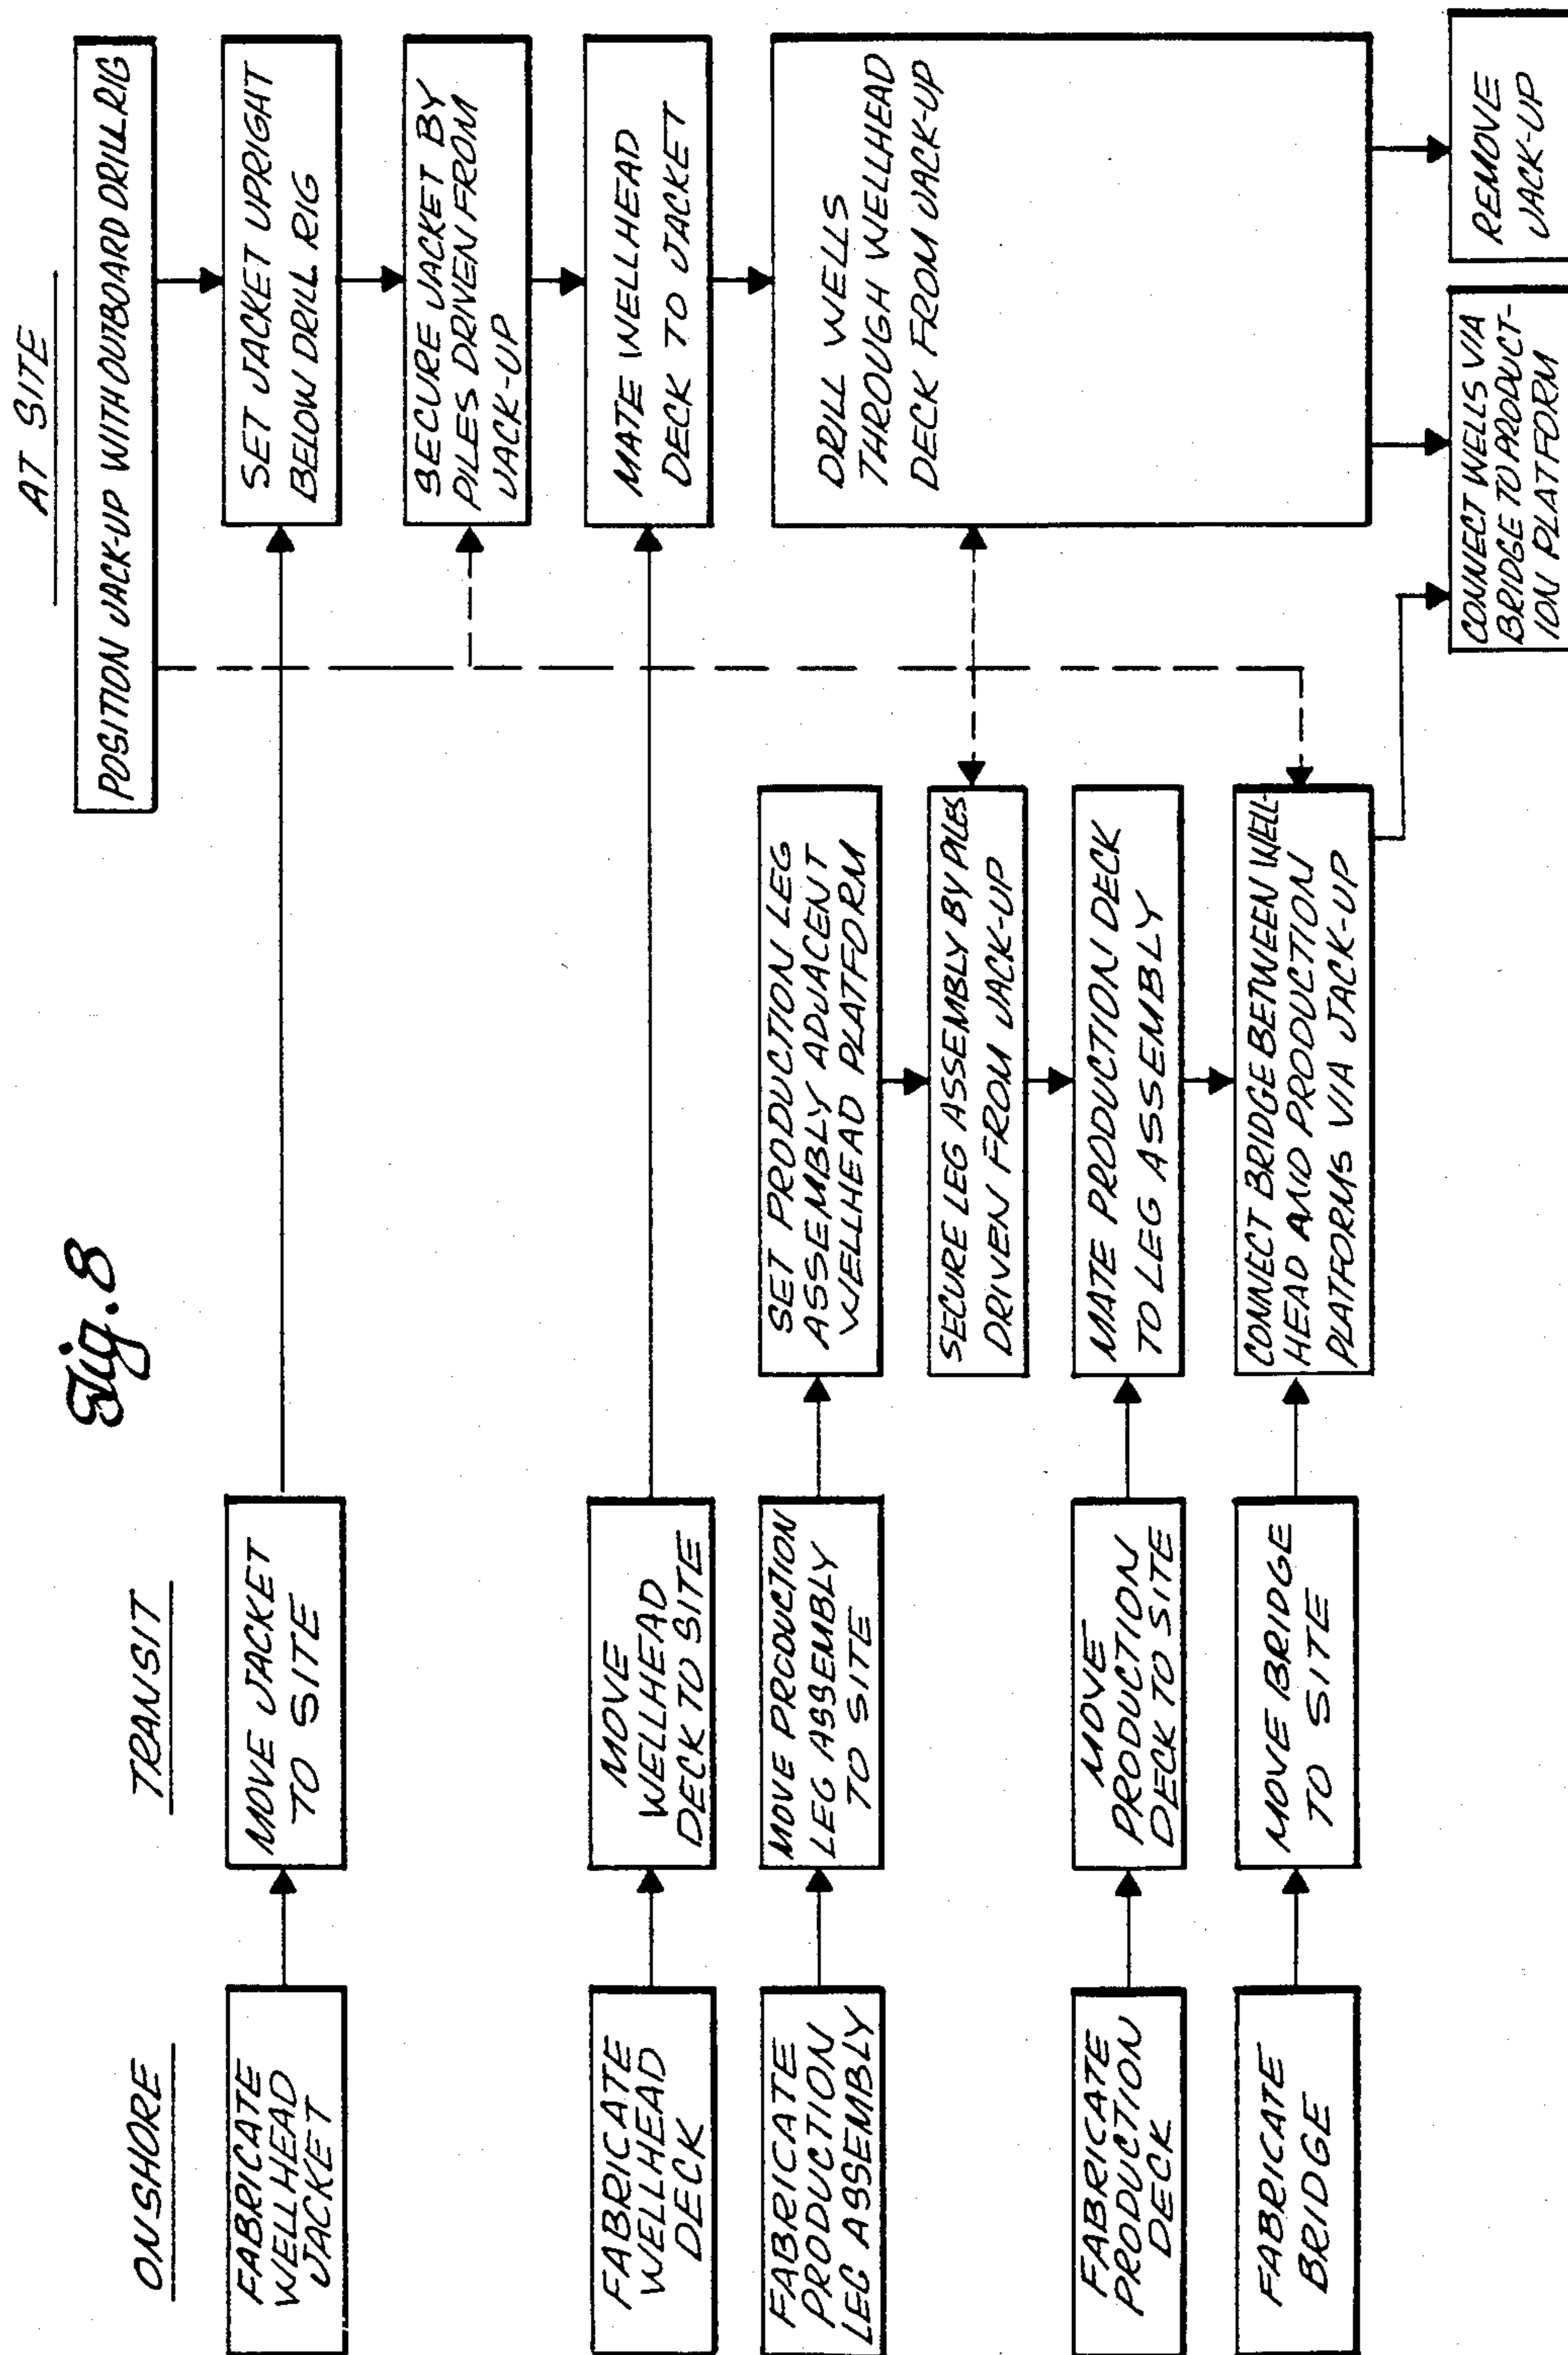 Fig. 8
ONSHORE
TRANSIT
AT SITE
POSITION JACK-UP WITH OUTBOARD DRILL RIG
FABRICATE
WELLHEAD
JACKET
MOVE JACKET
TO SITE
SET JACKET UPRIGHT
BELOW DRILL RIG
SECURE JACKET BY
PILES DRIVEN FROM
JACK-UP
FABRICATE
WELLHEAD
DECK
MOVE
WELLHEAD
DECK TO SITE
MATE WELLHEAD
DECK TO JACKET
FABRICATE
PRODUCTION
LEG ASSEMBLY
MOVE PRODUCTION
LEG ASSEMBLY
TO SITE
SET PRODUCTION LEG
ASSEMBLY ADJACENT
WELLHEAD PLATFORM
DRILL WELLS
THROUGH WELLHEAD
DECK FROM JACK-UP
SECURE LEG ASSEMBLY BY PILES
DRIVEN FROM JACK-UP
FABRICATE
PRODUCTION
DECK
MOVE
PRODUCTION
DECK TO SITE
MATE PRODUCTION DECK
TO LEG ASSEMBLY
FABRICATE
BRIDGE
MOVE BRIDGE
TO SITE
CONNECT BRIDGE BETWEEN WELL-
HEAD AND PRODUCTION
PLATFORMS VIA JACK-UP
CONNECT WELLS VIA
BRIDGE TO PRODUCT-
ION PLATFORM
REMOVE
JACK-UP